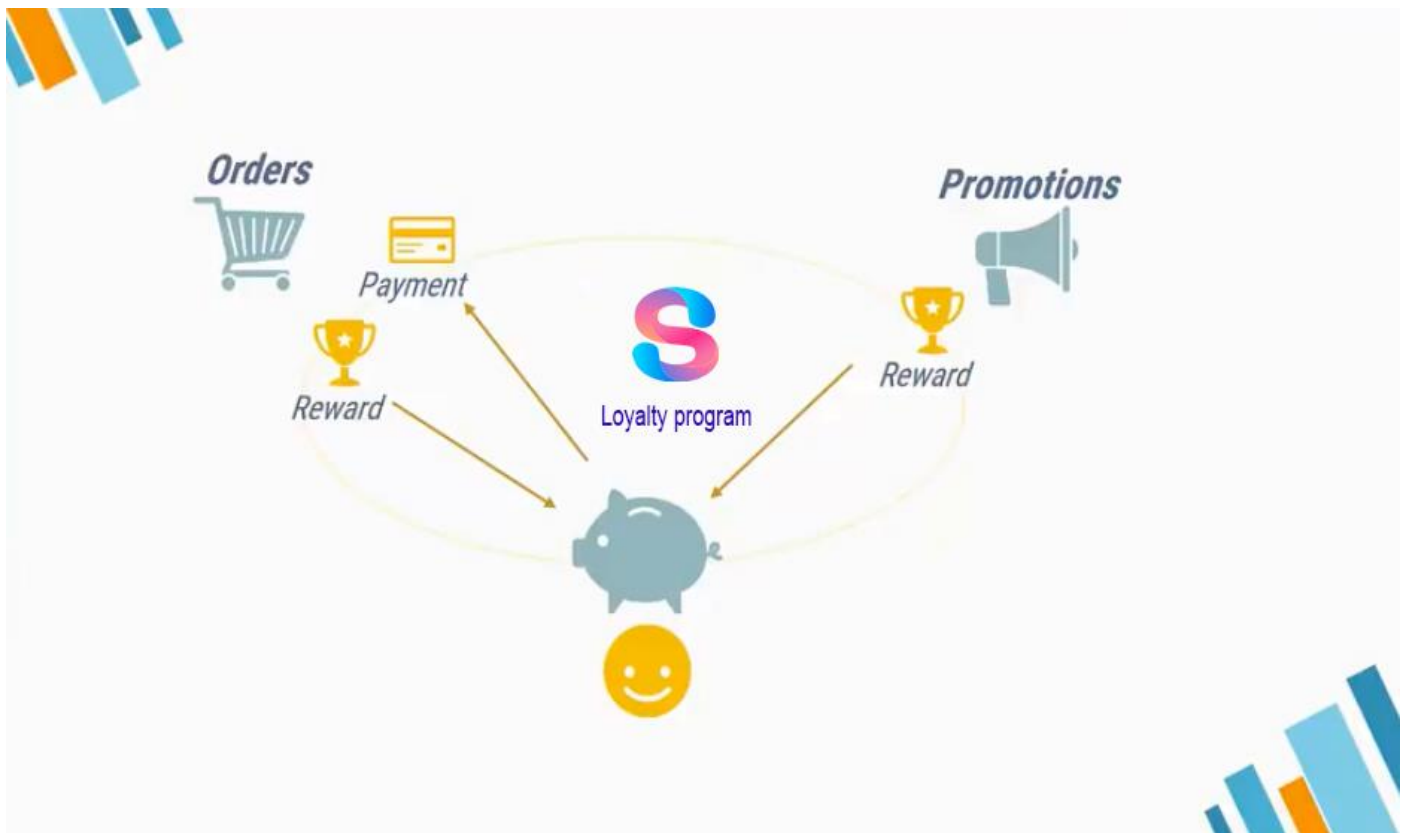 Orders
Promotions
Payment
Reward
Reward
Loyalty program